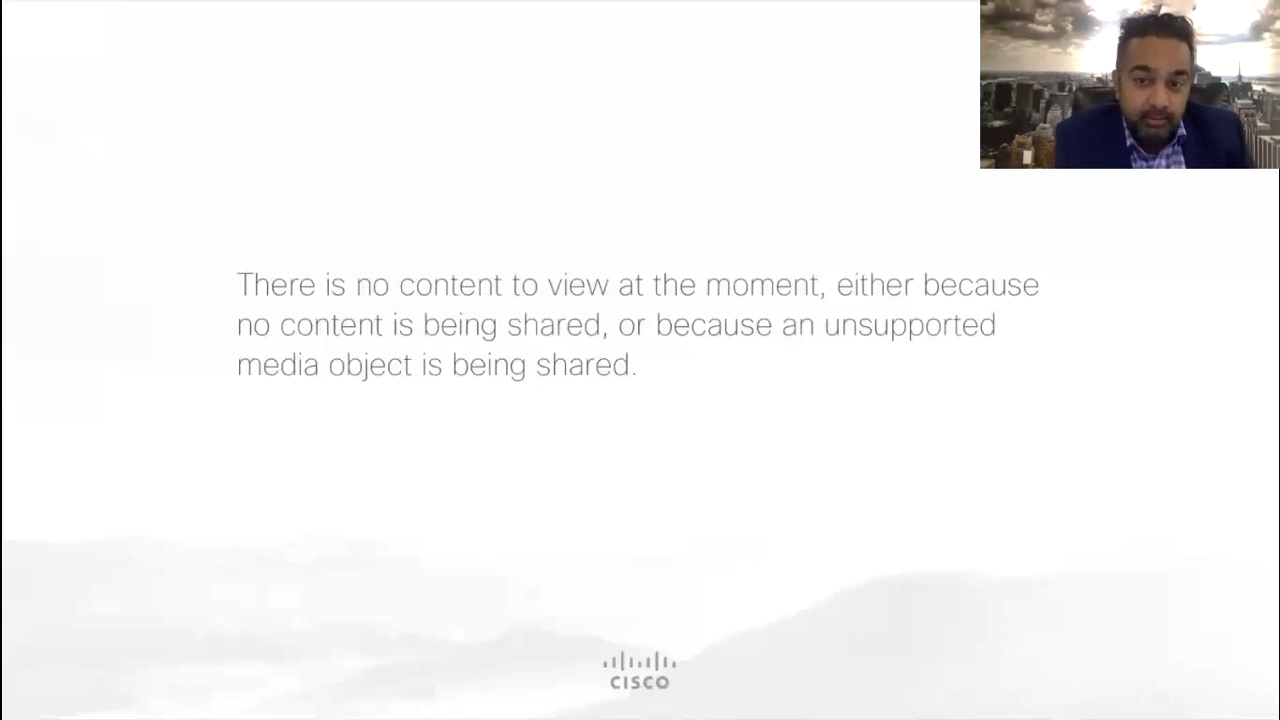 There is no content to view at the moment, either because
no content is being shared, or because an unsupported
media object is being shared.
CISCO